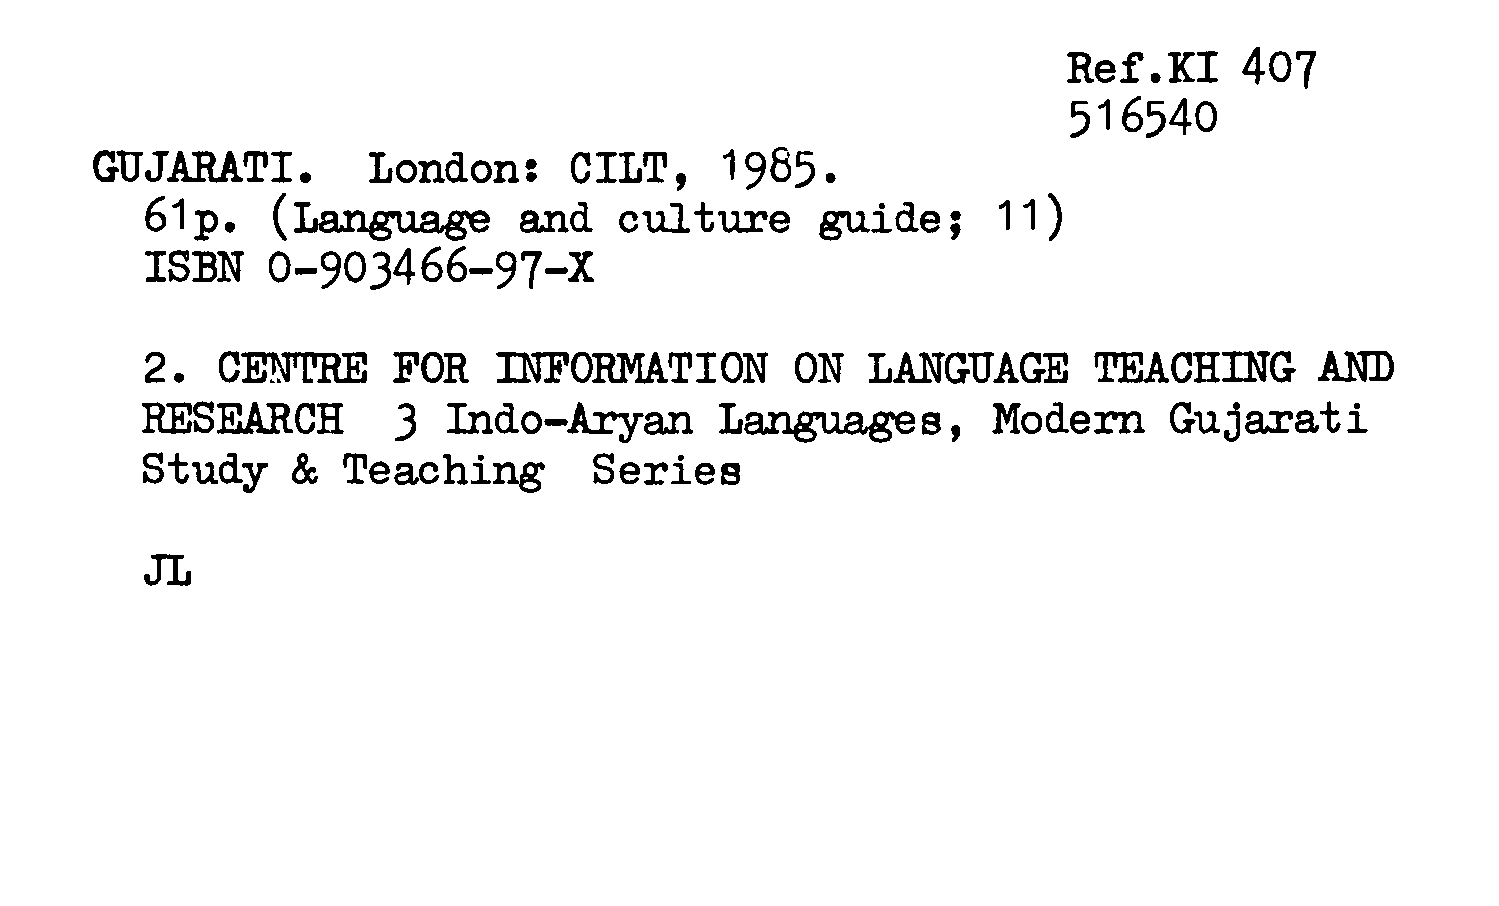 Ref.KI 407
516540
GUJARATI. London: CILT, 1985.
61p. (Language and culture guide; 11)
ISBN 0-903466-97-X
2. CENTRE FOR INFORMATION ON LANGUAGE TEACHING AND
RESEARCH 3 Indo-Aryan Languages, Modern Gujarati
Study & Teaching Series
JL